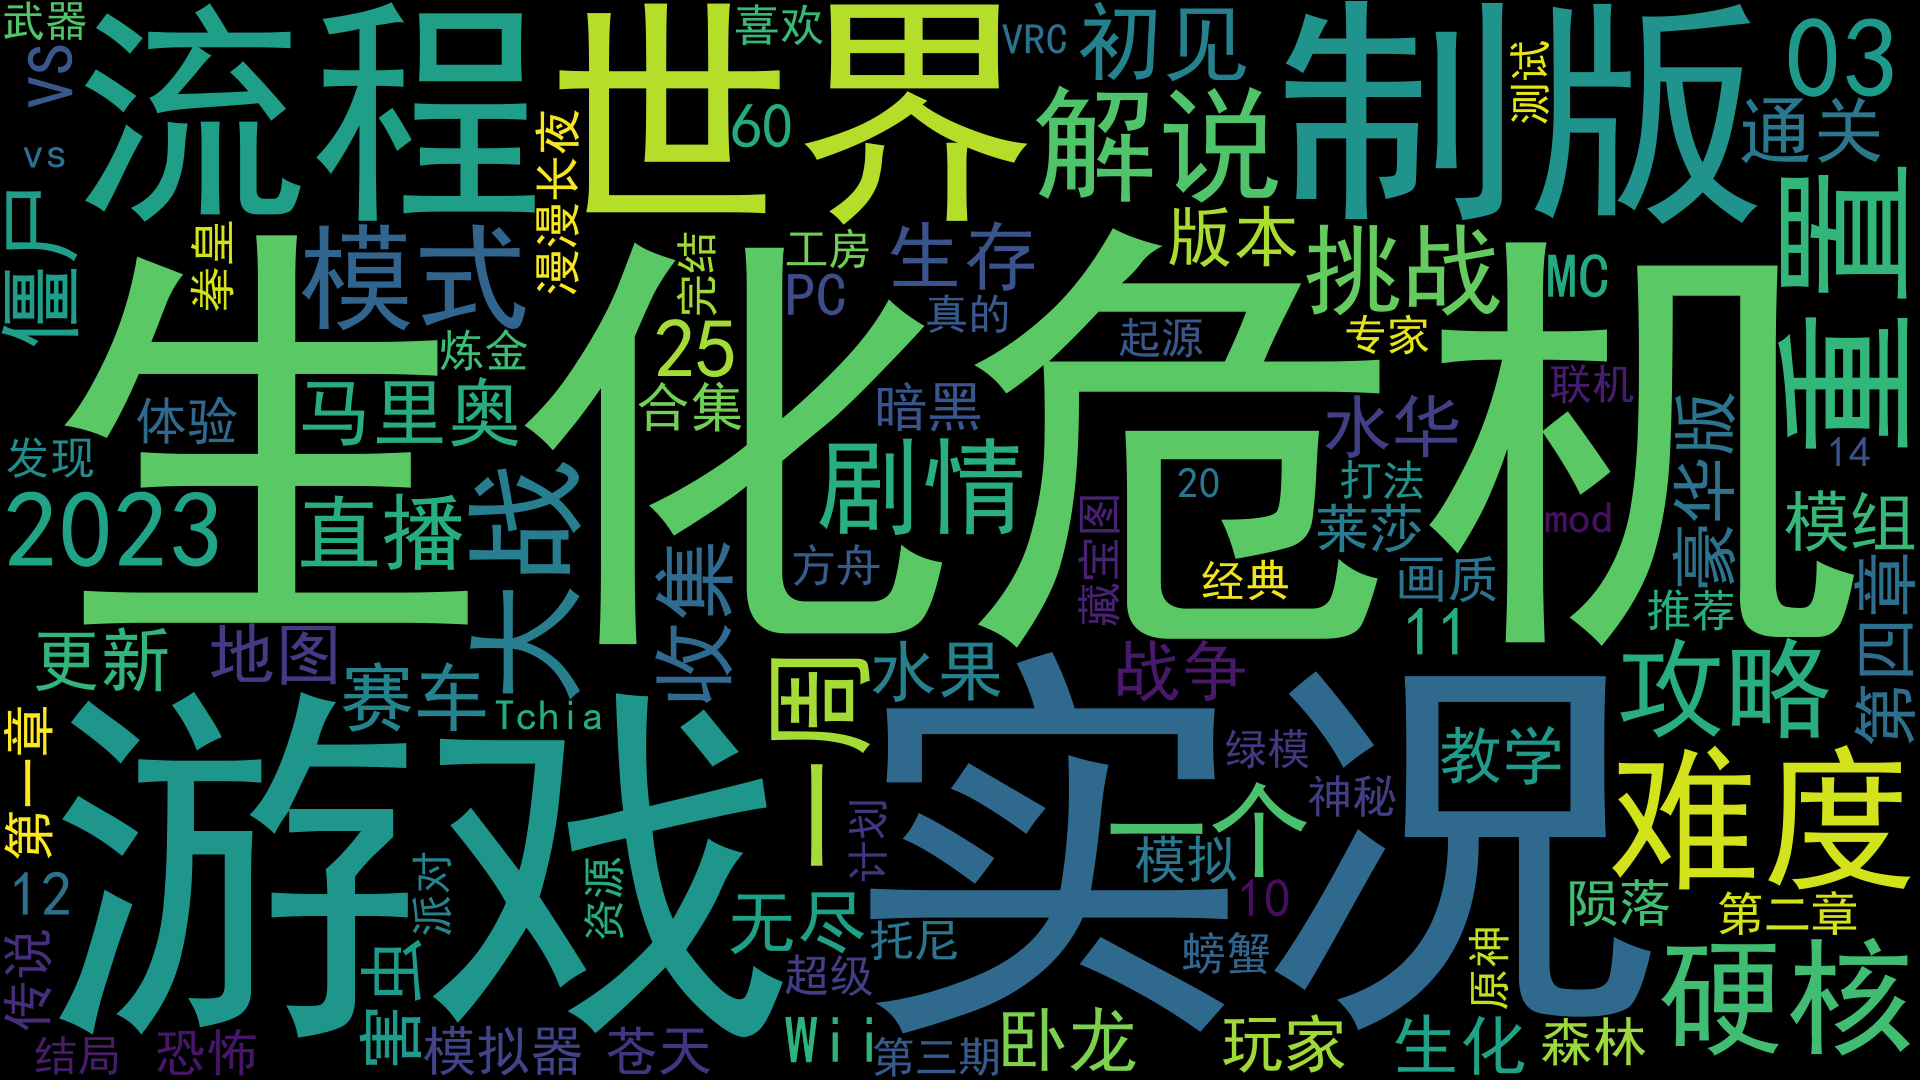 武器
流程
世界
喜欢
VRC
初见
制版
测试
03
VS
vs
60
解说
通关
僵尸
拳皇
漫漫长夜
模式
完结
工房
PC
生存
真的
版本
挑战
MC
重置
生化危机
炼金
25
合集
起源
专家
联机
马里奥
体验
暗黑
水华
豪华版
14
发现
2023
直播
大战
剧情
20
打法
模组
收集
方舟
藏宝图
经典
莱莎
画质
mod
推荐
第四章
11
更新
地图
赛车
Tchia
一周
水果
战争
攻略
第一章
游戏
实况
绿模
神秘
教学
难度
计划
一个
模拟
12
派对
资源
无尽
托尼
10
螃蟹
原神
陨落
第二章
传说
害虫
超级
硬核
结局
恐怖
模拟器
苍天
Wii
第三期
卧龙
玩家
生化
森林